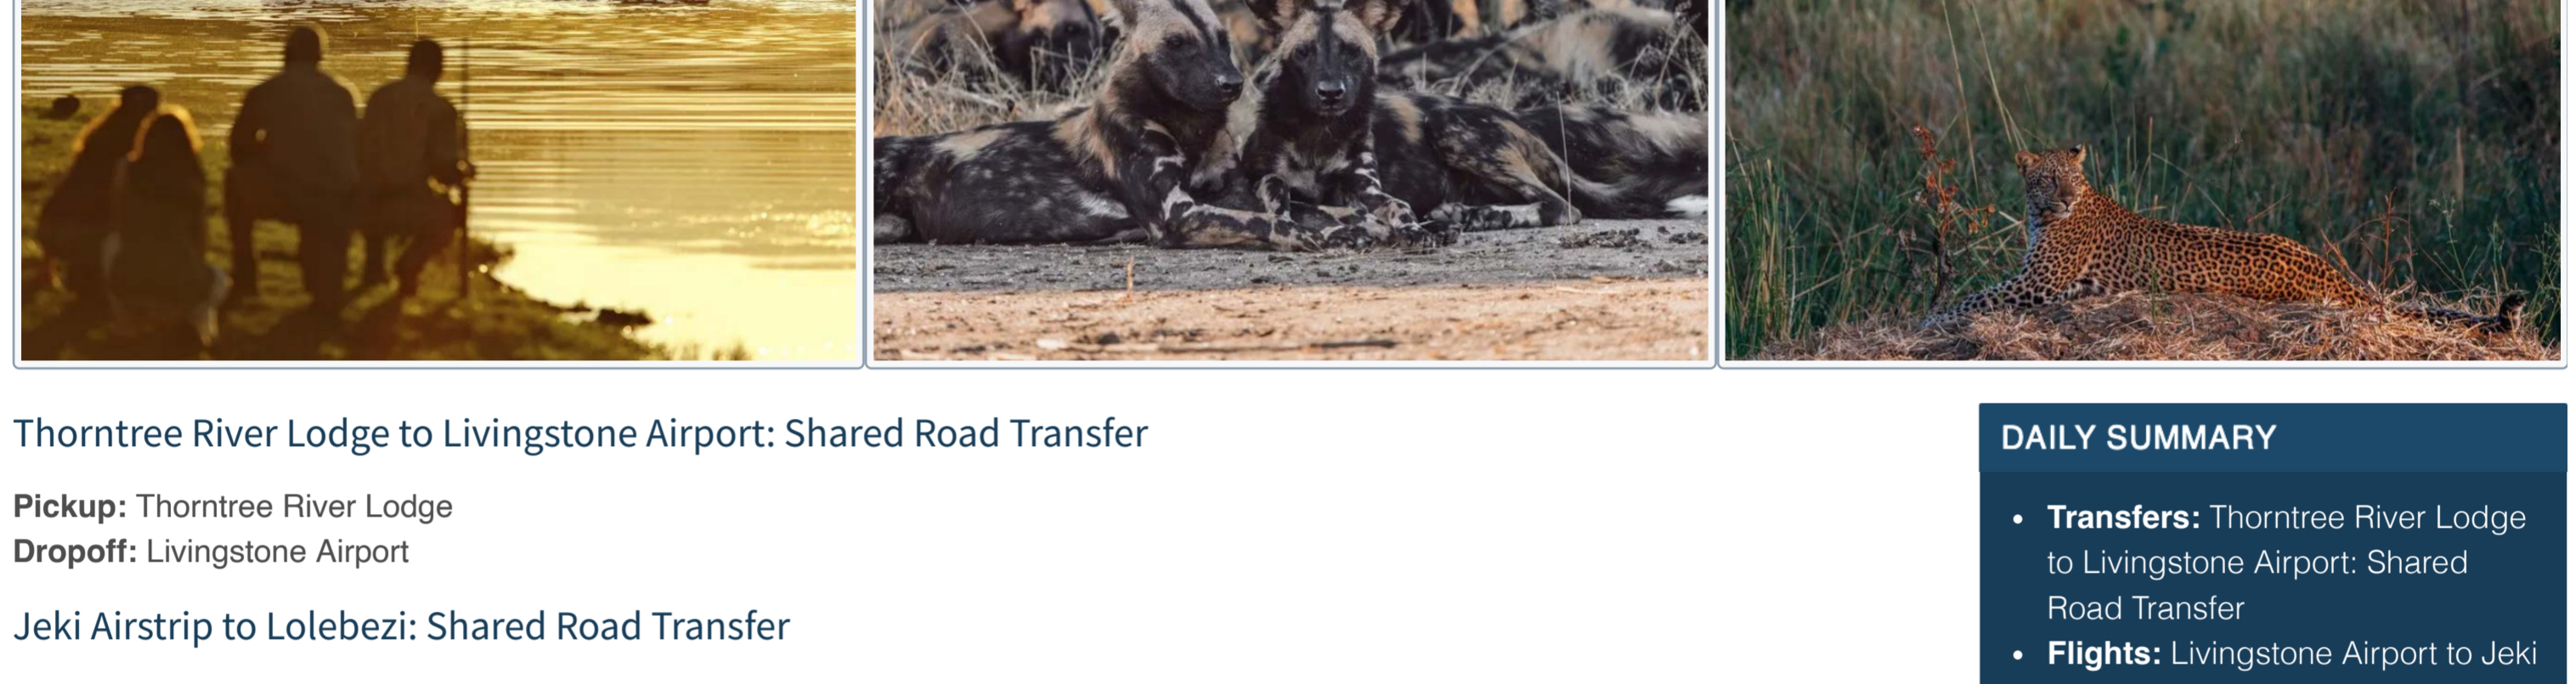 Thorntree River Lodge to Livingstone Airport: Shared Road Transfer
Pickup: Thorntree River Lodge
Dropoff: Livingstone Airport
Jeki Airstrip to Lolebezi: Shared Road Transfer
DAILY SUMMARY
• Transfers: Thorntree River Lodge
to Livingstone Airport: Shared
Road Transfer
• Flights: Livingstone Airport to Jeki